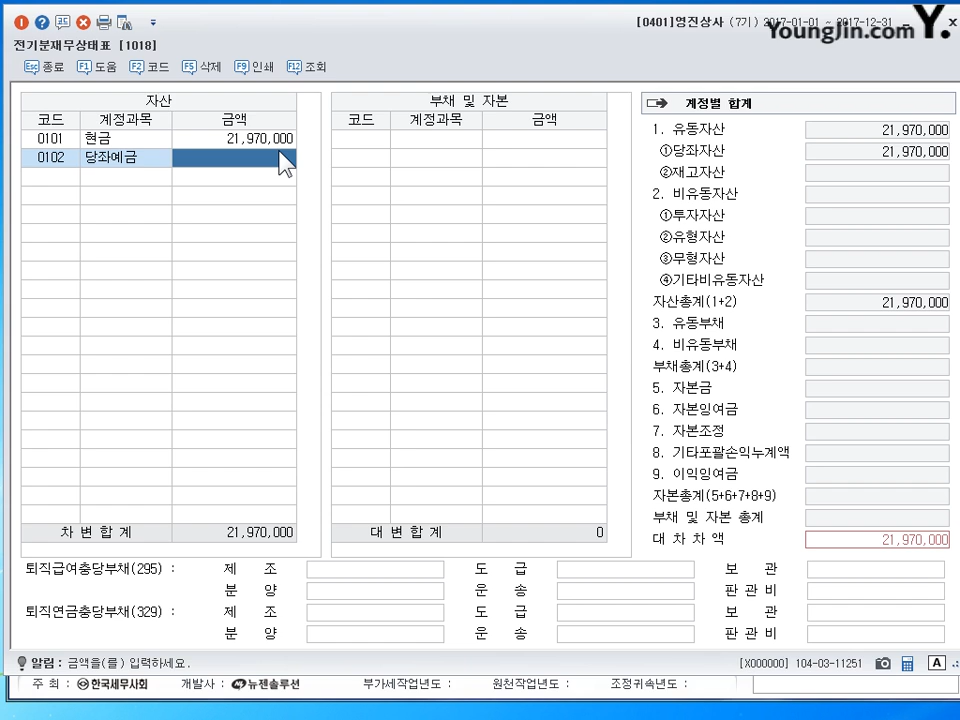 [0401]영진상사 (7기) 2017-01-01 ~ 2017-12-31
YoungJin.com Y.
전기분재무상태표 [1018]
Esc 종료 F1 도움 F2 코드 F5 삭제 F9 인쇄 F12 조회
자산 부채 및 자본 계정별 합계
코드 계정과목 금액 코드 계정과목 금액
0101 현금 21,970,000
0102 당좌예금
1. 유동자산 21,970,000
①당좌자산 21,970,000
②재고자산
2. 비유동자산
①투자자산
②유형자산
③무형자산
④기타비유동자산
자산총계(1+2) 21,970,000
3. 유동부채
4. 비유동부채
부채총계(3+4)
5. 자본금
6. 자본잉여금
7. 자본조정
8. 기타포괄손익누계액
9. 이익잉여금
자본총계(5+6+7+8+9)
부채 및 자본 총계
대 차 차 액 21,970,000
차 변 합 계 21,970,000 대 변 합 계 0
퇴직급여충당부채(295) : 제 조 도 급 보 관
분 양 운 송 판 관 비
퇴직연금충당부채(329) : 제 조 도 급 보 관
분 양 운 송 판 관 비
알림 : 금액을(를) 입력하세요. [X000000] 104-03-11251 A
주 최 : 한국세무사회 개발사 : 뉴젠솔루션 부가세작업년도 : 원천작업년도 : 조정귀속년도 :